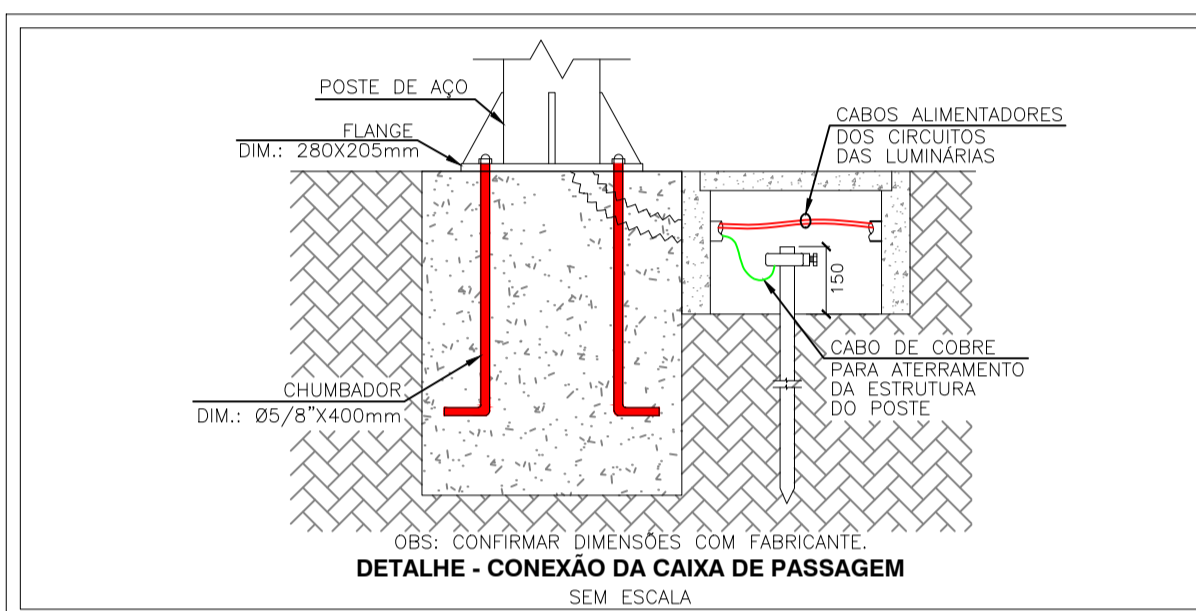 POSTE DE AÇO
FLANGE
DIM.: 280X205mm
CABOS ALIMENTADORES
DOS CIRCUITOS
DAS LUMINÁRIAS
150
CABO DE COBRE
PARA ATERRAMENTO
DA ESTRUTURA
DO POSTE
CHUMBADOR
DIM.: Ø5/8"X400mm
OBS: CONFIRMAR DIMENSÕES COM FABRICANTE.
DETALHE - CONEXÃO DA CAIXA DE PASSAGEM
SEM ESCALA